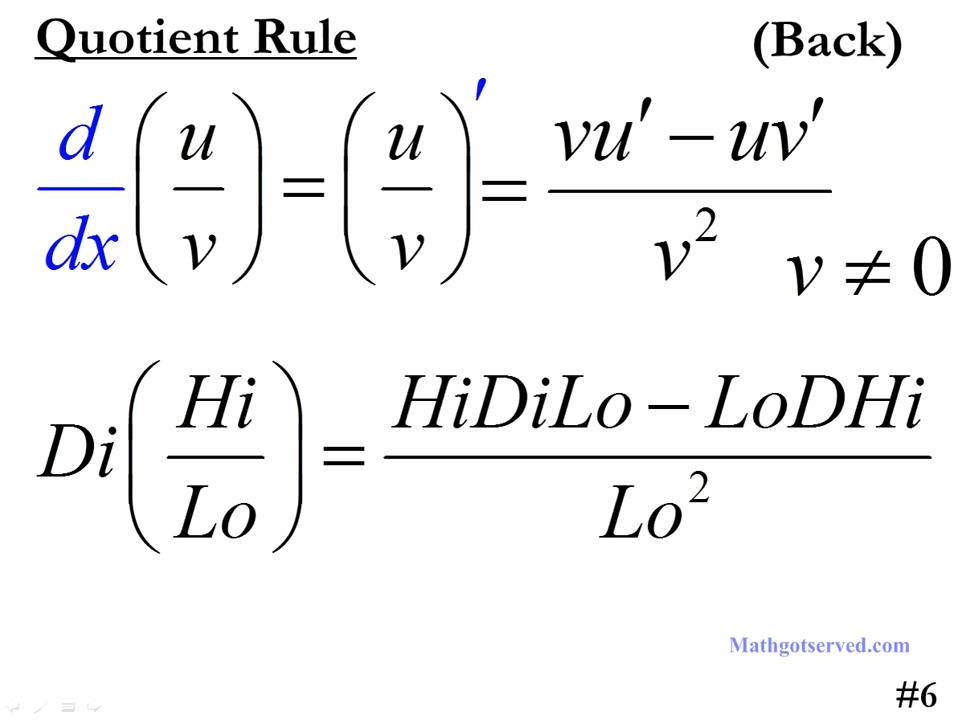 Quotient Rule (Back)
d/dx (u/v) = (u/v)′ = (vu′ − uv′)/v² v ≠ 0
Di(Hi/Lo) = (HiDiLo − LoDHi)/Lo²
Mathgotserved.com
#6